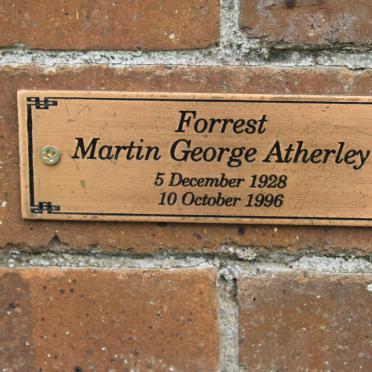 Forrest
Martin George Atherley
5 December 1928
10 October 1996